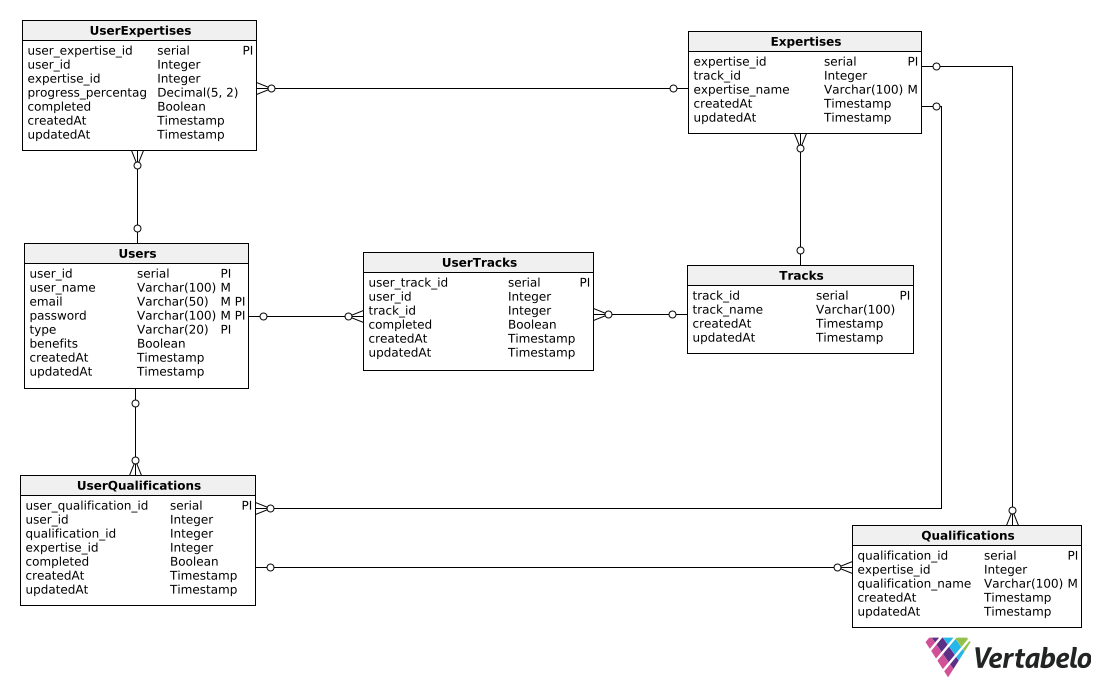 UserExpertises
user_expertise_id serial PI
user_id Integer
expertise_id Integer
progress_percentag Decimal(5, 2)
completed Boolean
createdAt Timestamp
updatedAt Timestamp
Expertises
expertise_id serial PI
track_id Integer
expertise_name Varchar(100) M
createdAt Timestamp
updatedAt Timestamp
Users
user_id serial PI
user_name Varchar(100) M
email Varchar(50) M PI
password Varchar(100) M PI
type Varchar(20) PI
benefits Boolean
createdAt Timestamp
updatedAt Timestamp
UserTracks
user_track_id serial PI
user_id Integer
track_id Integer
completed Boolean
createdAt Timestamp
updatedAt Timestamp
Tracks
track_id serial PI
track_name Varchar(100)
createdAt Timestamp
updatedAt Timestamp
UserQualifications
user_qualification_id serial PI
user_id Integer
qualification_id Integer
expertise_id Integer
completed Boolean
createdAt Timestamp
updatedAt Timestamp
Qualifications
qualification_id serial PI
expertise_id Integer
qualification_name Varchar(100) M
createdAt Timestamp
updatedAt Timestamp
Vertabelo